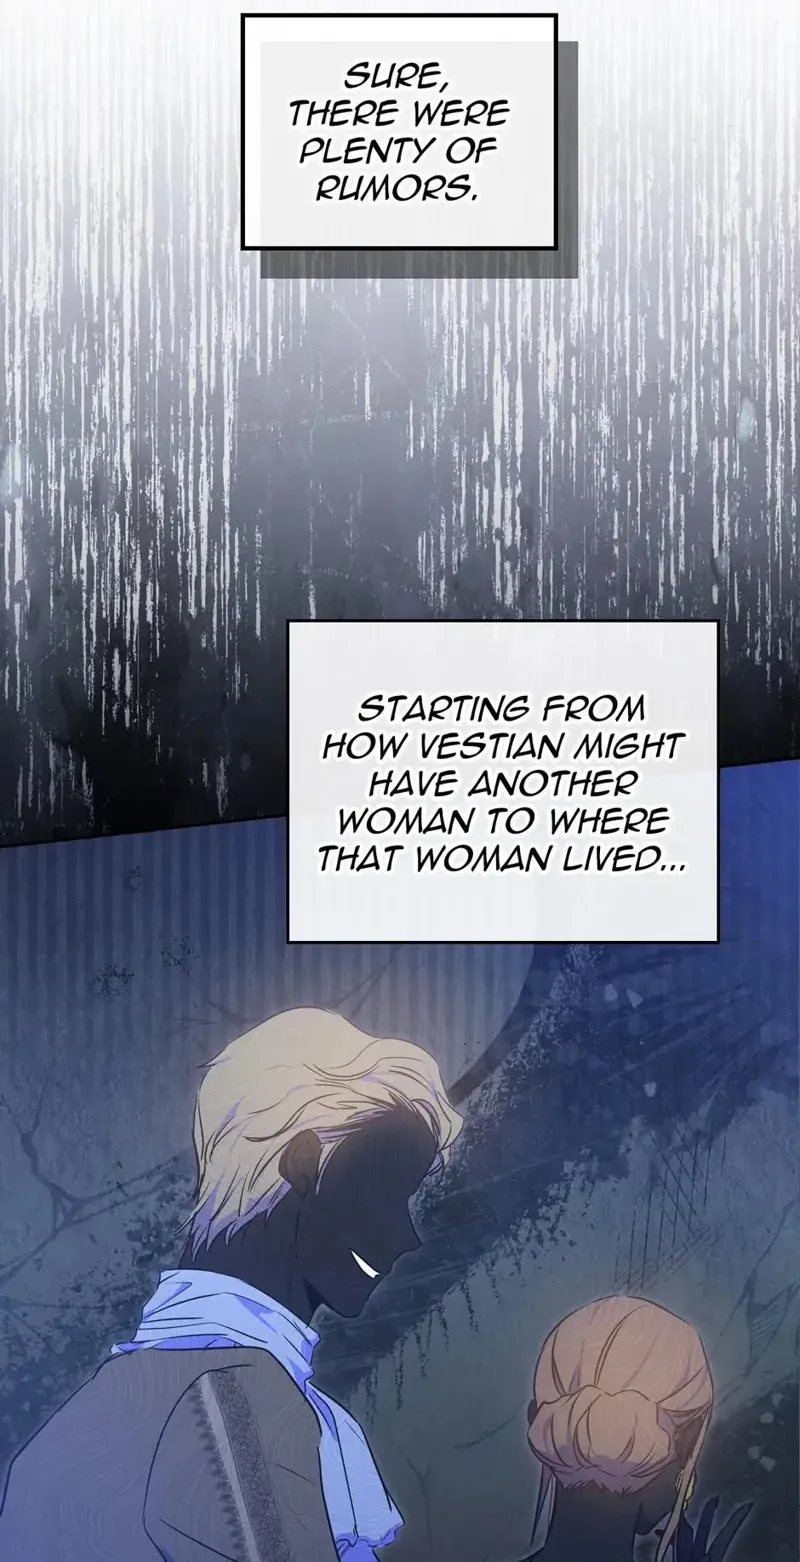 SURE,
THERE WERE
PLENTY OF
RUMORS.
STARTING FROM
HOW VESTIAN MIGHT
HAVE ANOTHER
WOMAN TO WHERE
THAT WOMAN LIVED...